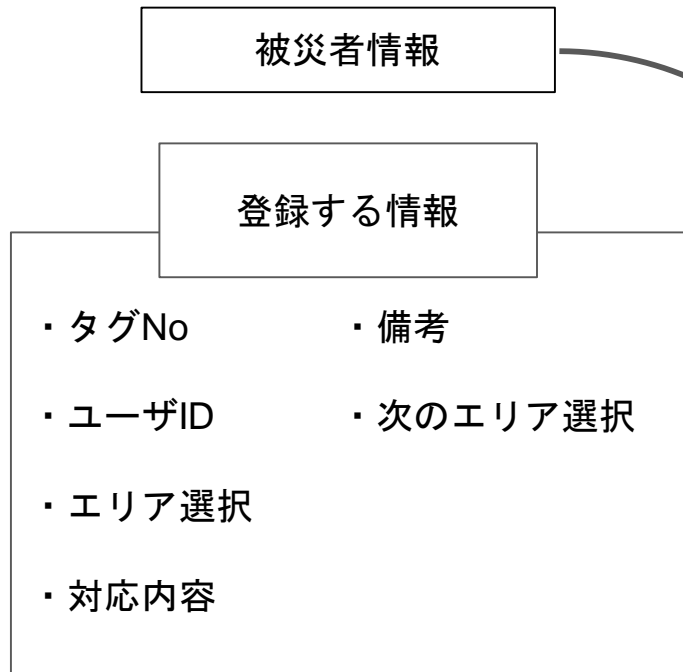 被災者情報
登録する情報
・タグNo
・ユーザID
・エリア選択
・対応内容
・備考
・次のエリア選択